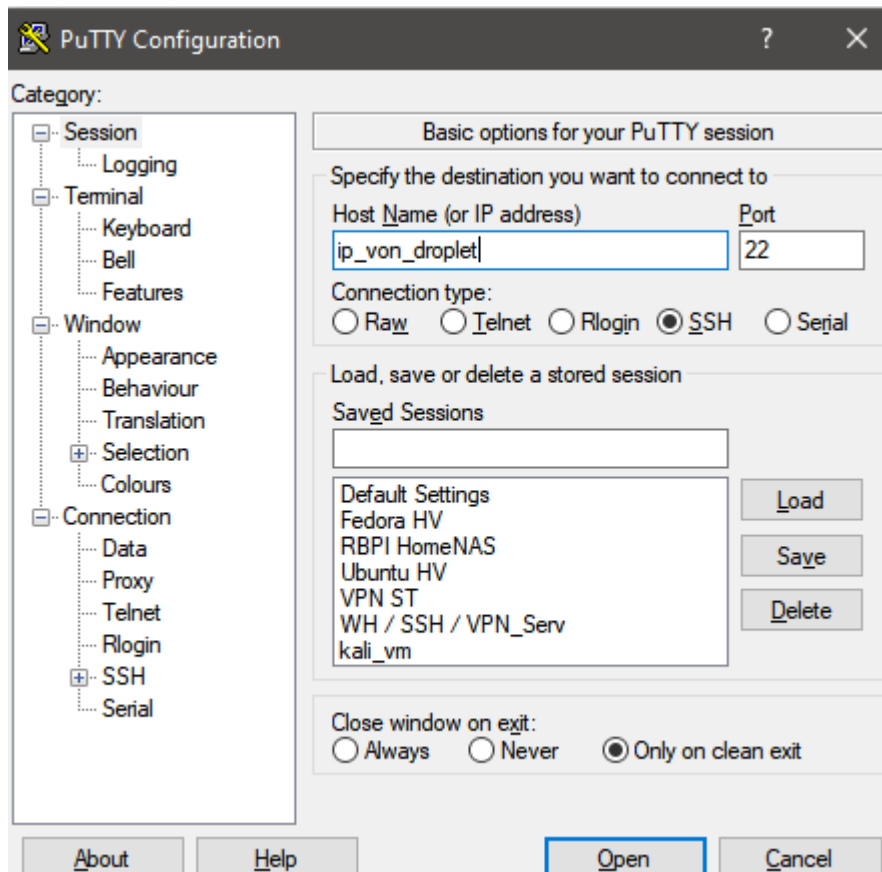 PuTTY Configuration
?
Category:
Session
Logging
Terminal
Keyboard
Bell
Features
Window
Appearance
Behaviour
Translation
Selection
Colours
Connection
Data
Proxy
Telnet
Rlogin
SSH
Serial
Basic options for your PuTTY session
Specify the destination you want to connect to
Host Name (or IP address) Port
ip_von_droplet 22
Connection type:
Raw Telnet Rlogin SSH Serial
Load, save or delete a stored session
Saved Sessions
Default Settings
Fedora HV
RBPI HomeNAS
Ubuntu HV
VPN ST
WH / SSH / VPN_Serv
kali_vm
Load
Save
Delete
Close window on exit:
Always Never Only on clean exit
About Help Open Cancel